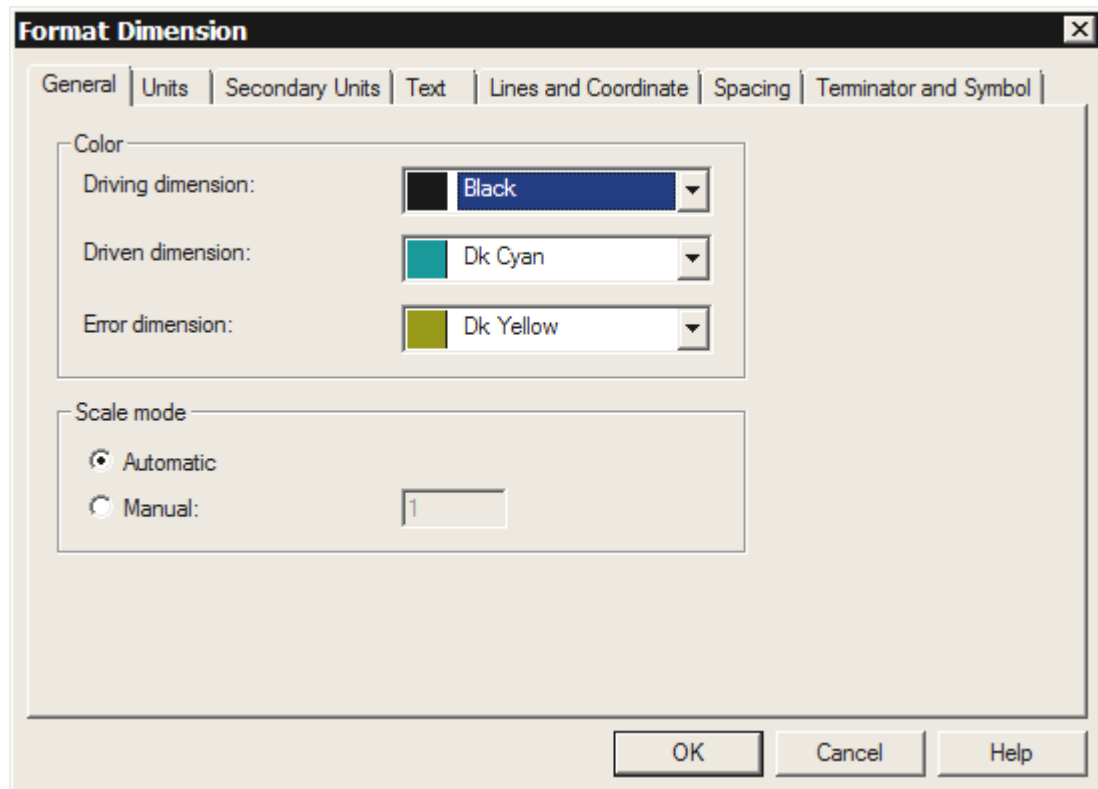 Format Dimension
General Units Secondary Units Text Lines and Coordinate Spacing Terminator and Symbol
Color
Driving dimension: Black
Driven dimension: Dk Cyan
Error dimension: Dk Yellow
Scale mode
Automatic
Manual: 1
OK Cancel Help